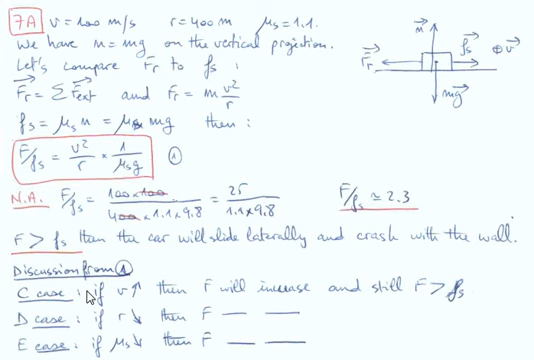 7A v = 100 m/s r = 400 m μs = 1.1.
We have n = mg on the vertical projection.
Let's compare Fr to fs :
Fr = Σ Fext and Fr = m v²/r
fs = μs n = μs mg then :
F/fs = v²/r × 1/μsg ①
N.A. F/fs = 100×100/400×1.1×9.8 = 25/1.1×9.8 F/fs ≃ 2.3
F > fs then the car will slide laterally and crash with the wall.
Discussion from ①
C case : if v ↑ then F will increase and still F > fs
D case : if r ↘ then F — —
E case : if μs ↘ then F — —
n
Fr
fs
⊕ v
mg